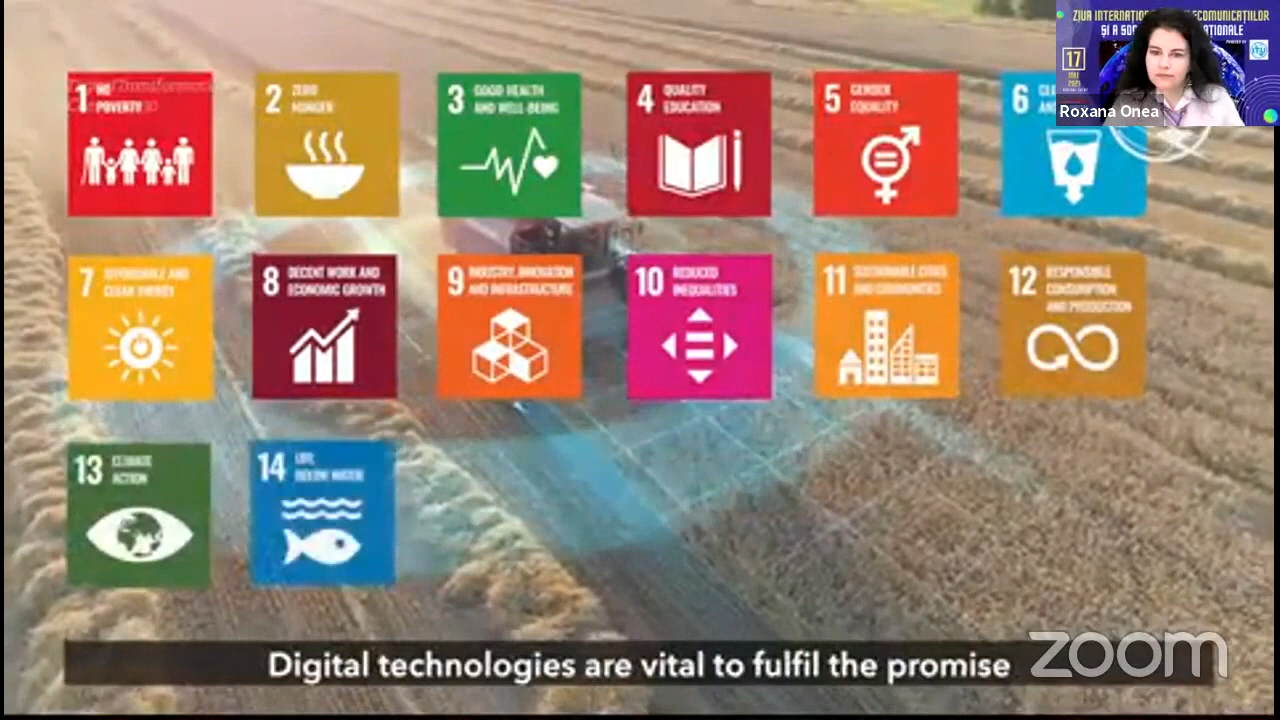 1 NO
POVERTY
2 ZERO
HUNGER
3 GOOD HEALTH
AND WELL-BEING
4 QUALITY
EDUCATION
5 GENDER
EQUALITY
6
7 AFFORDABLE AND
CLEAN ENERGY
8 DECENT WORK AND
ECONOMIC GROWTH
9 INDUSTRY, INNOVATION
AND INFRASTRUCTURE
10 REDUCED
INEQUALITIES
11 SUSTAINABLE CITIES
AND COMMUNITIES
12 RESPONSIBLE
CONSUMPTION
AND PRODUCTION
13 CLIMATE
ACTION
14 LIFE
BELOW WATER
Digital technologies are vital to fulfil the promise
zoom
ZIUA
ȘI A
17
MAI
Roxana Onea